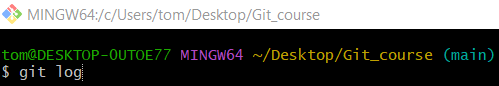 MINGW64:/c/Users/tom/Desktop/Git_course
tom@DESKTOP-OUTOE77 MINGW64 ~/Desktop/Git_course (main)
$ git log